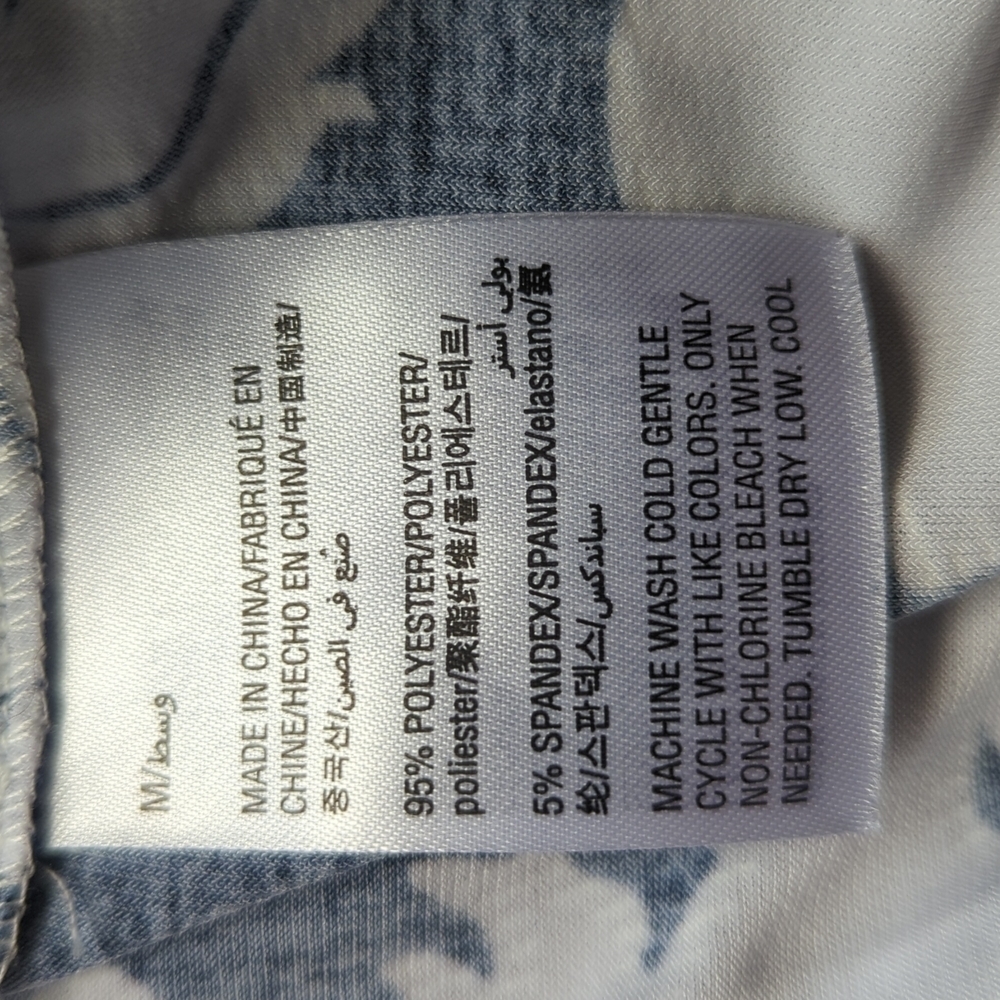 M/وسط
MADE IN CHINA/FABRIQUÉ EN
CHINE/HECHO EN CHINA/中国制造/
중국산/صنع في الصين
95% POLYESTER/POLYESTER/
poliester/聚酯纤维/폴리에스테르/
بولي أستر
5% SPANDEX/SPANDEX/elastano/氨
纶/스판덱스/سباندكس
MACHINE WASH COLD GENTLE
CYCLE WITH LIKE COLORS. ONLY
NON-CHLORINE BLEACH WHEN
NEEDED. TUMBLE DRY LOW. COOL